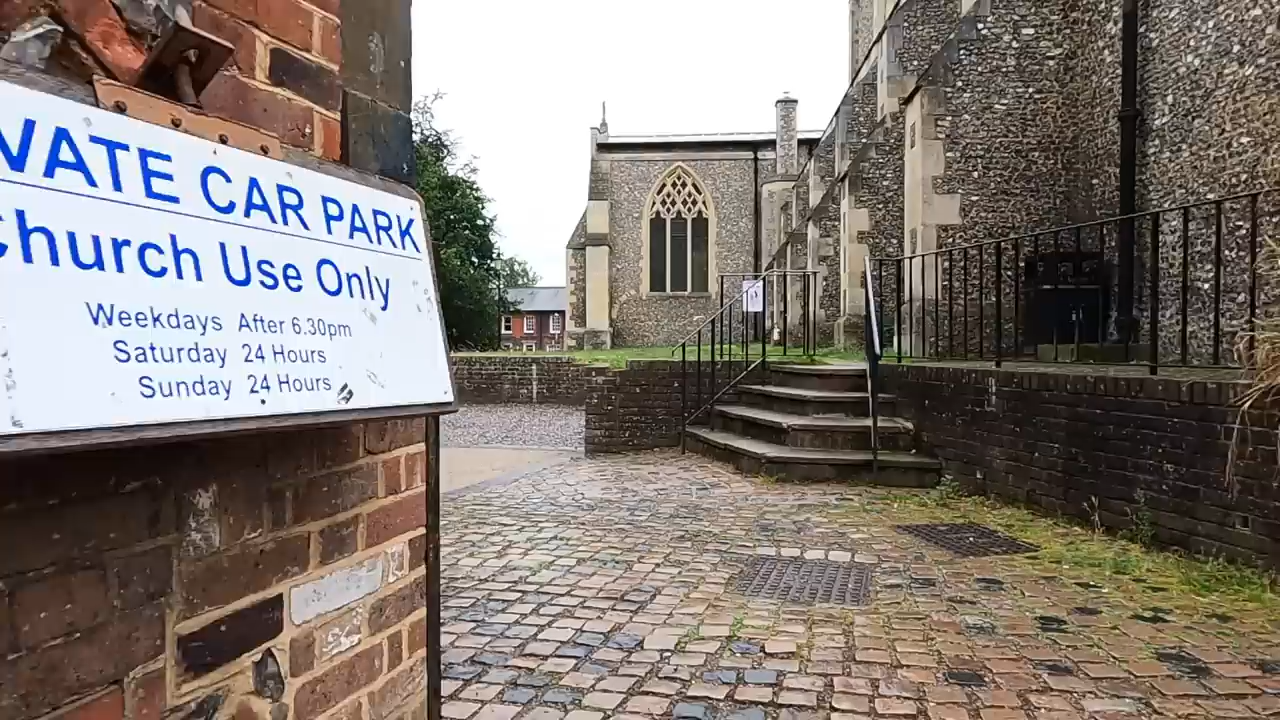 VATE CAR PARK
Church Use Only
Weekdays After 6.30pm
Saturday 24 Hours
Sunday 24 Hours